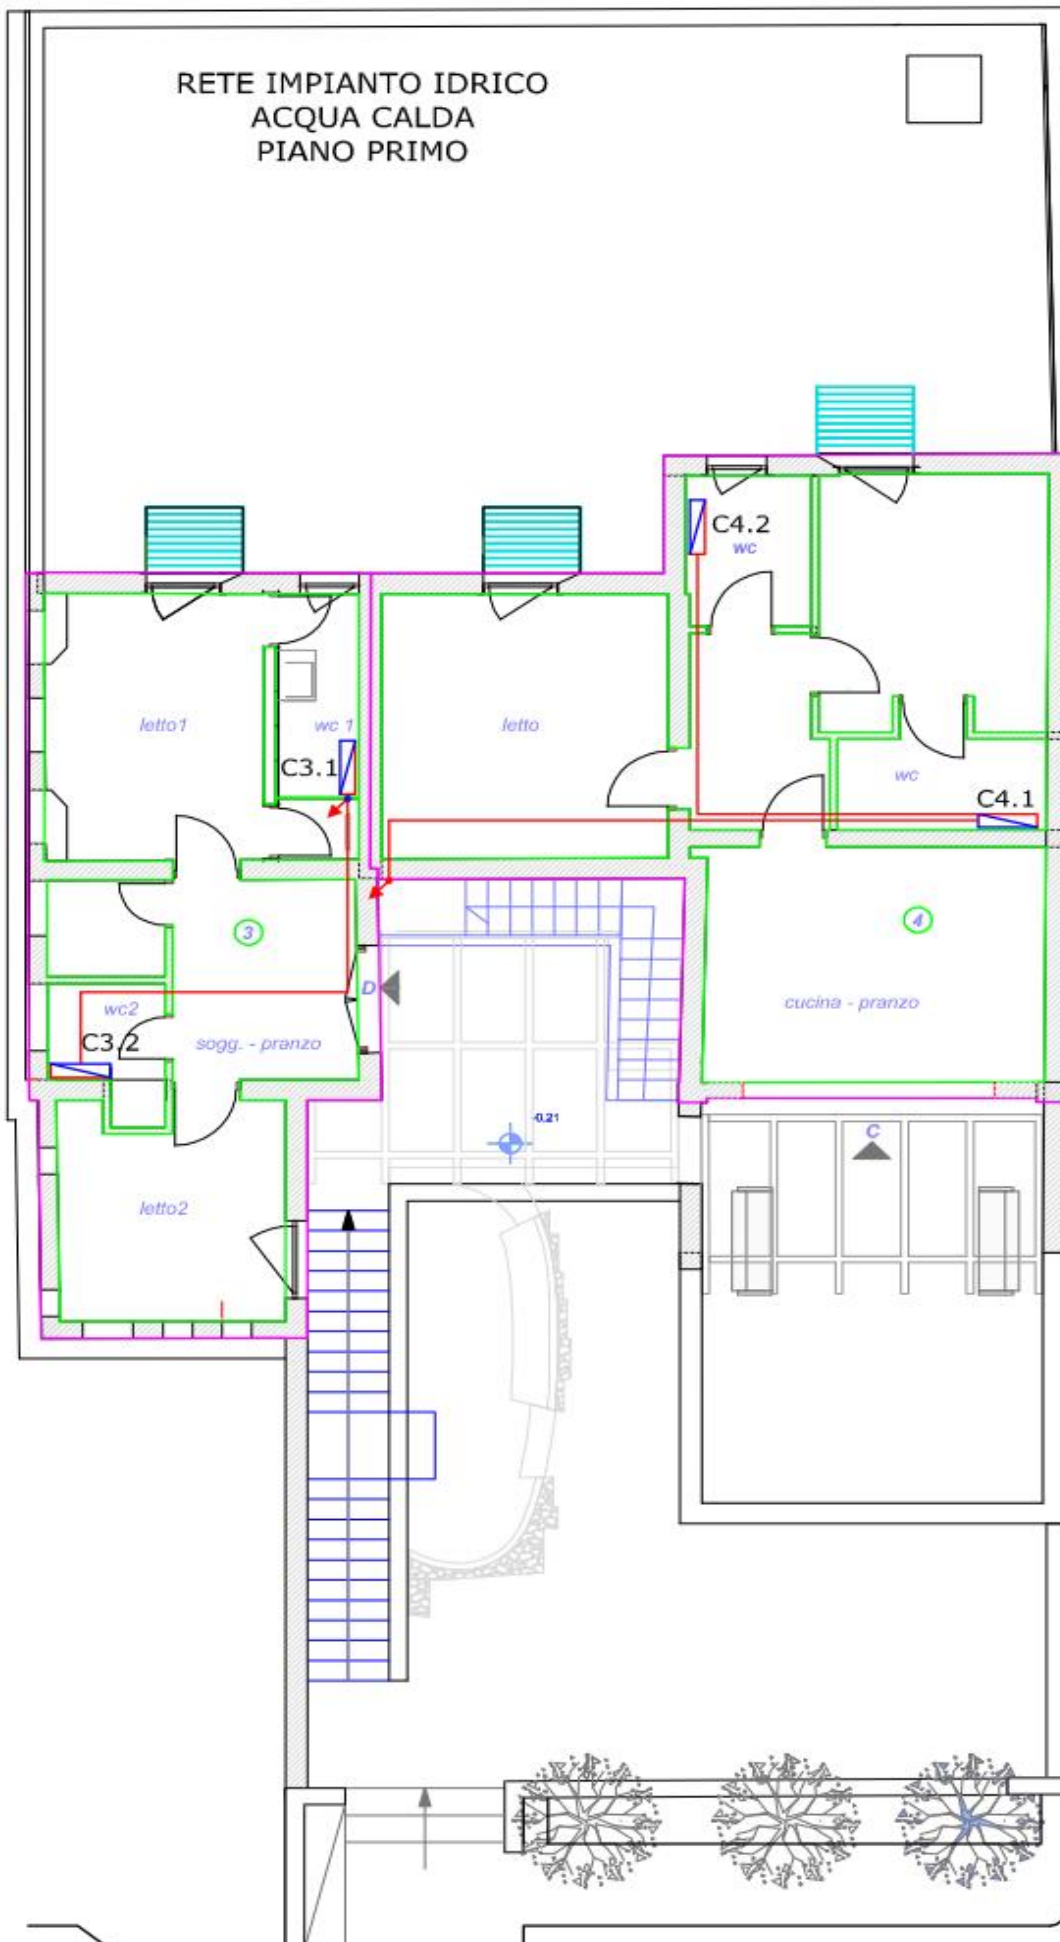 RETE IMPIANTO IDRICO
ACQUA CALDA
PIANO PRIMO
C4.2
wc
letto1
wc 1
letto
C3.1
wc
C4.1
3
4
D
wc2
C3.2
sogg. - pranzo
cucina - pranzo
-0.21
C
letto2